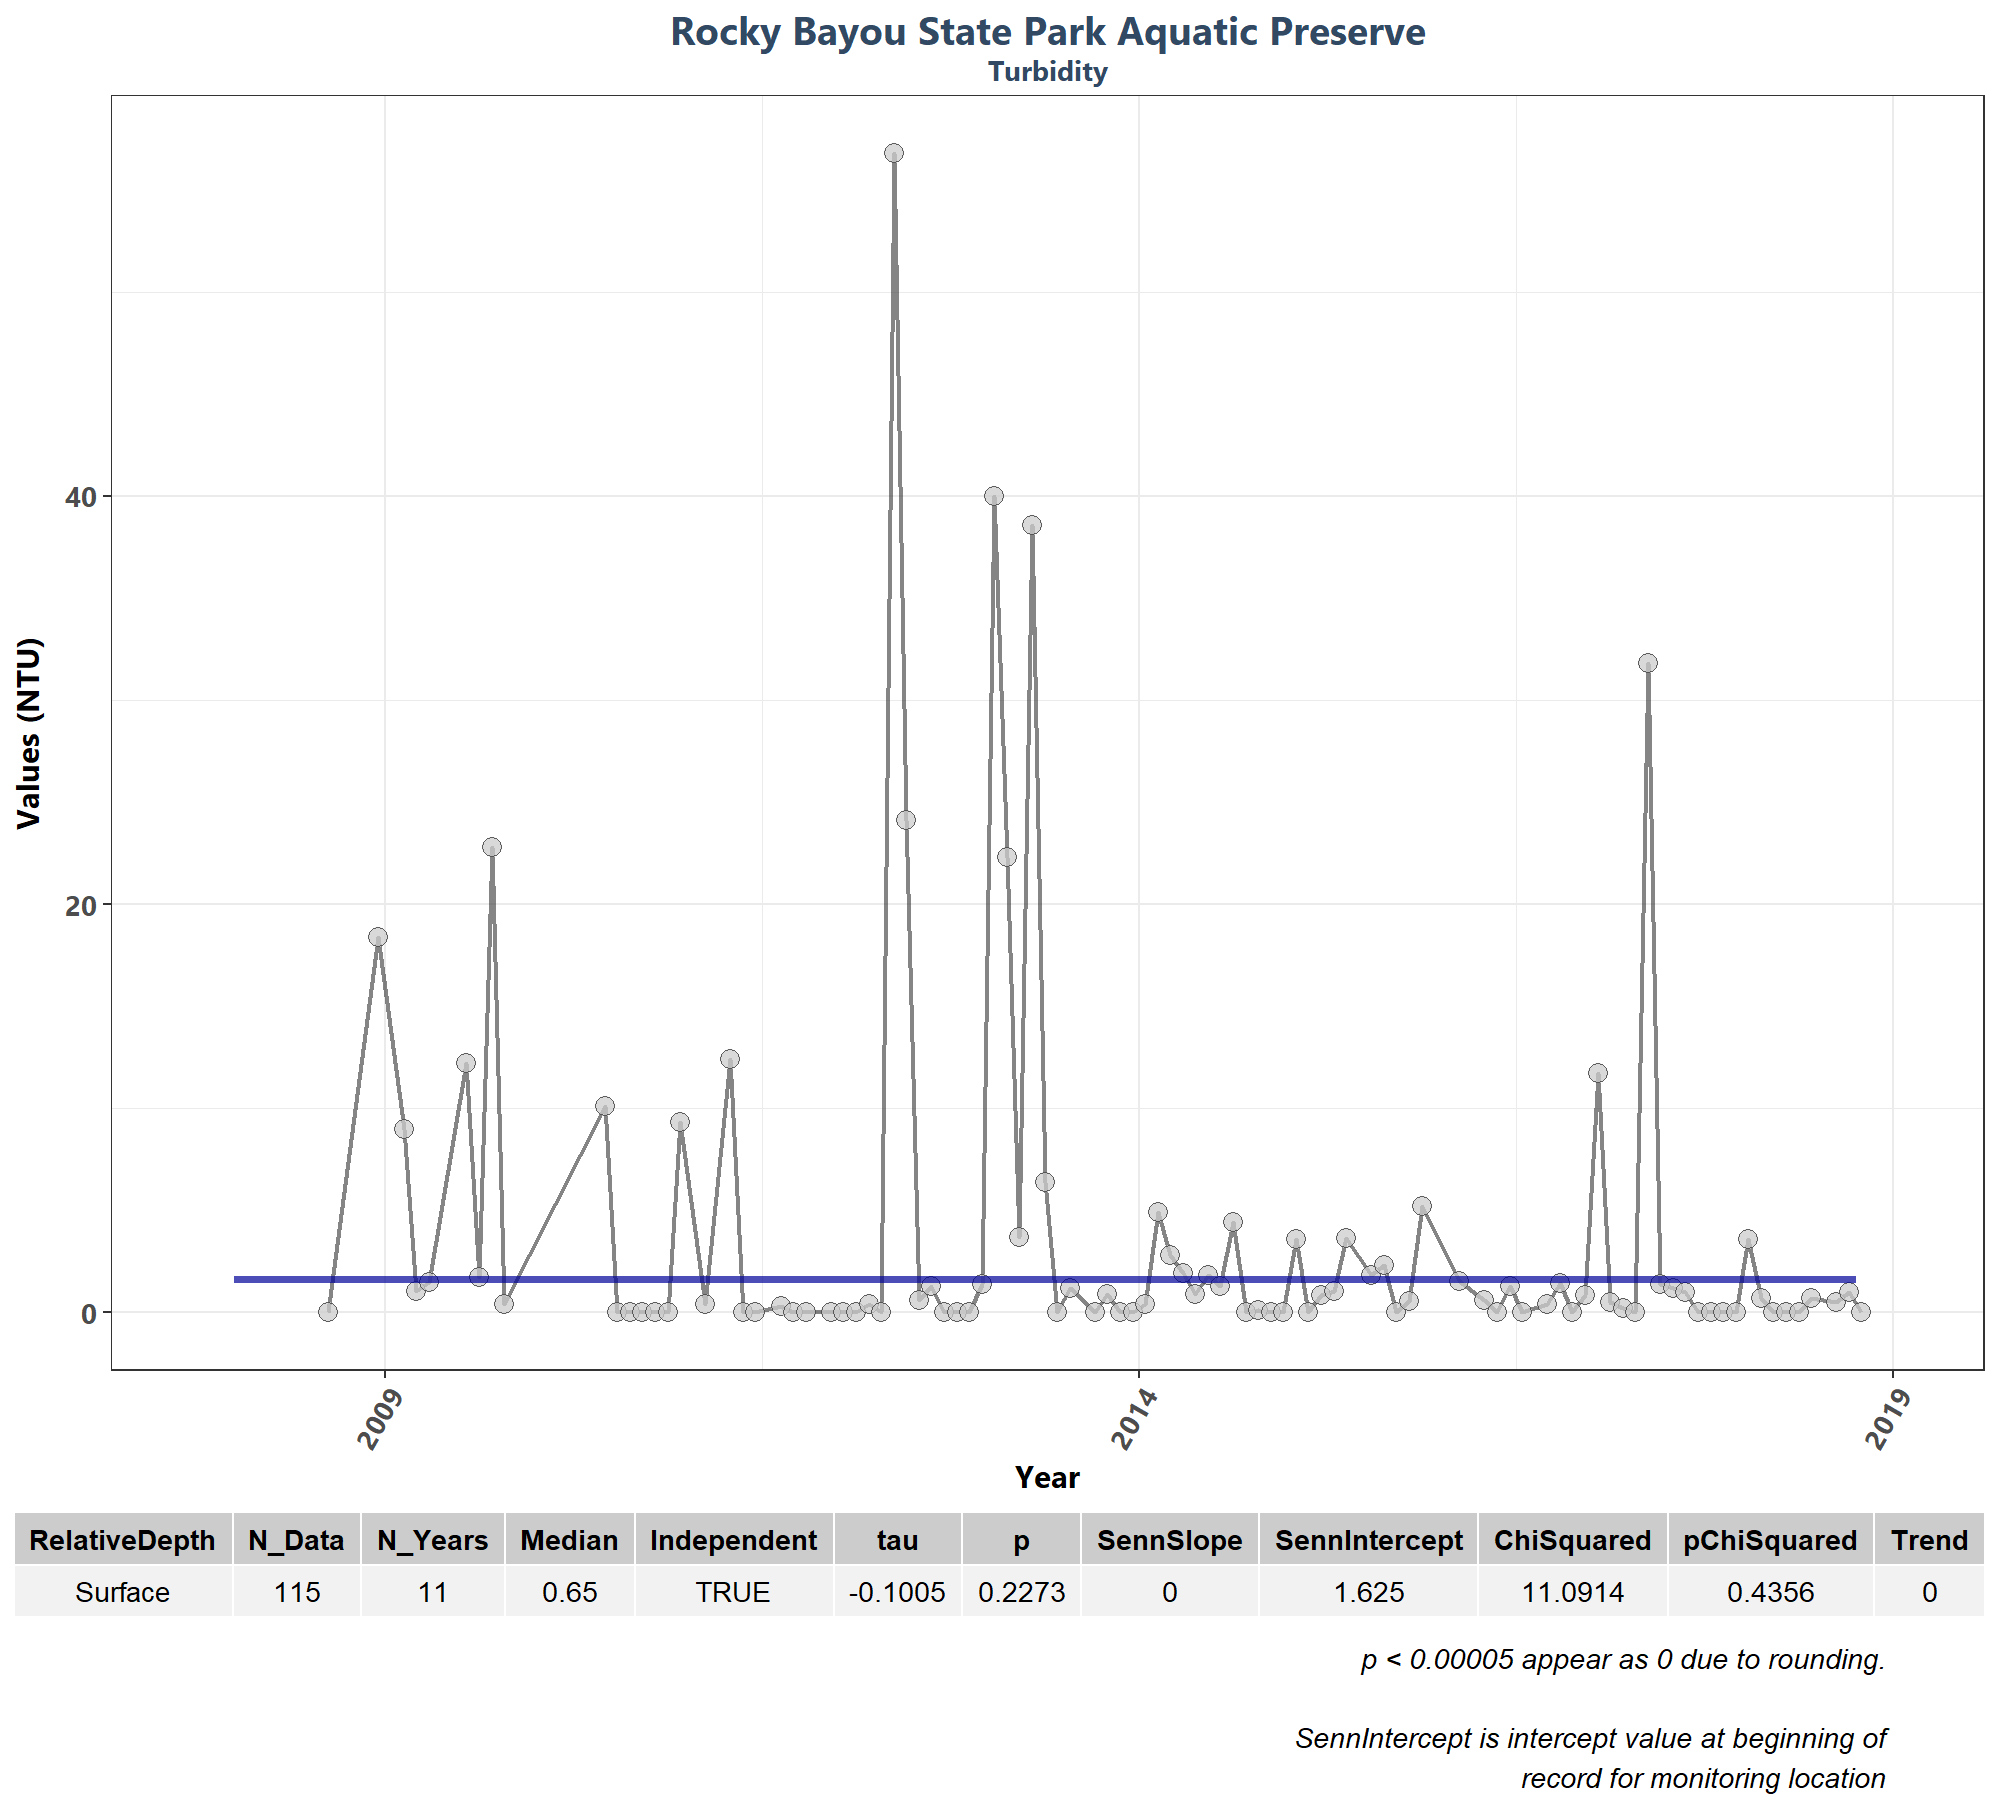 Rocky Bayou State Park Aquatic Preserve
Turbidity
Values (NTU)
40
20
0
2009
2014
2019
Year
RelativeDepth N_Data N_Years Median Independent tau p SennSlope SennIntercept ChiSquared pChiSquared Trend
Surface 115 11 0.65 TRUE -0.1005 0.2273 0 1.625 11.0914 0.4356 0
p < 0.00005 appear as 0 due to rounding.
SennIntercept is intercept value at beginning of
record for monitoring location